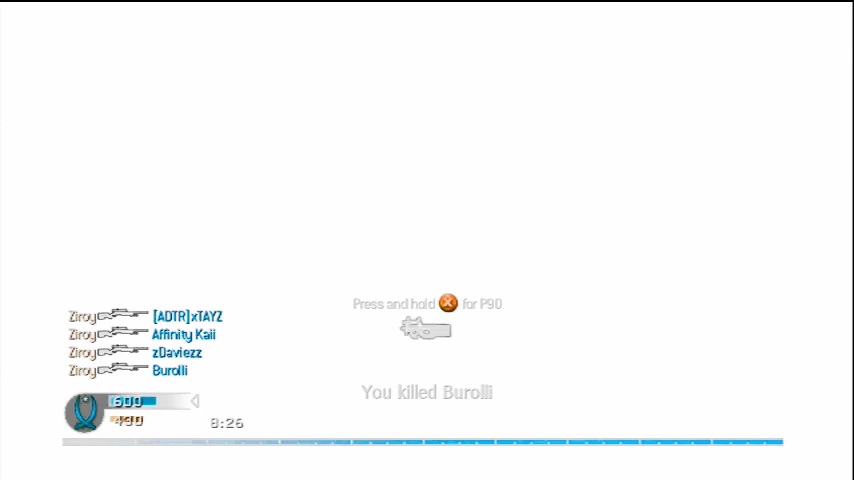 Press and hold X for P90
Ziroy [ADTR]xTAYZ
Ziroy Affinity Kaii
Ziroy zDaviezz
Ziroy Burolli
You killed Burolli
600
490
8:26